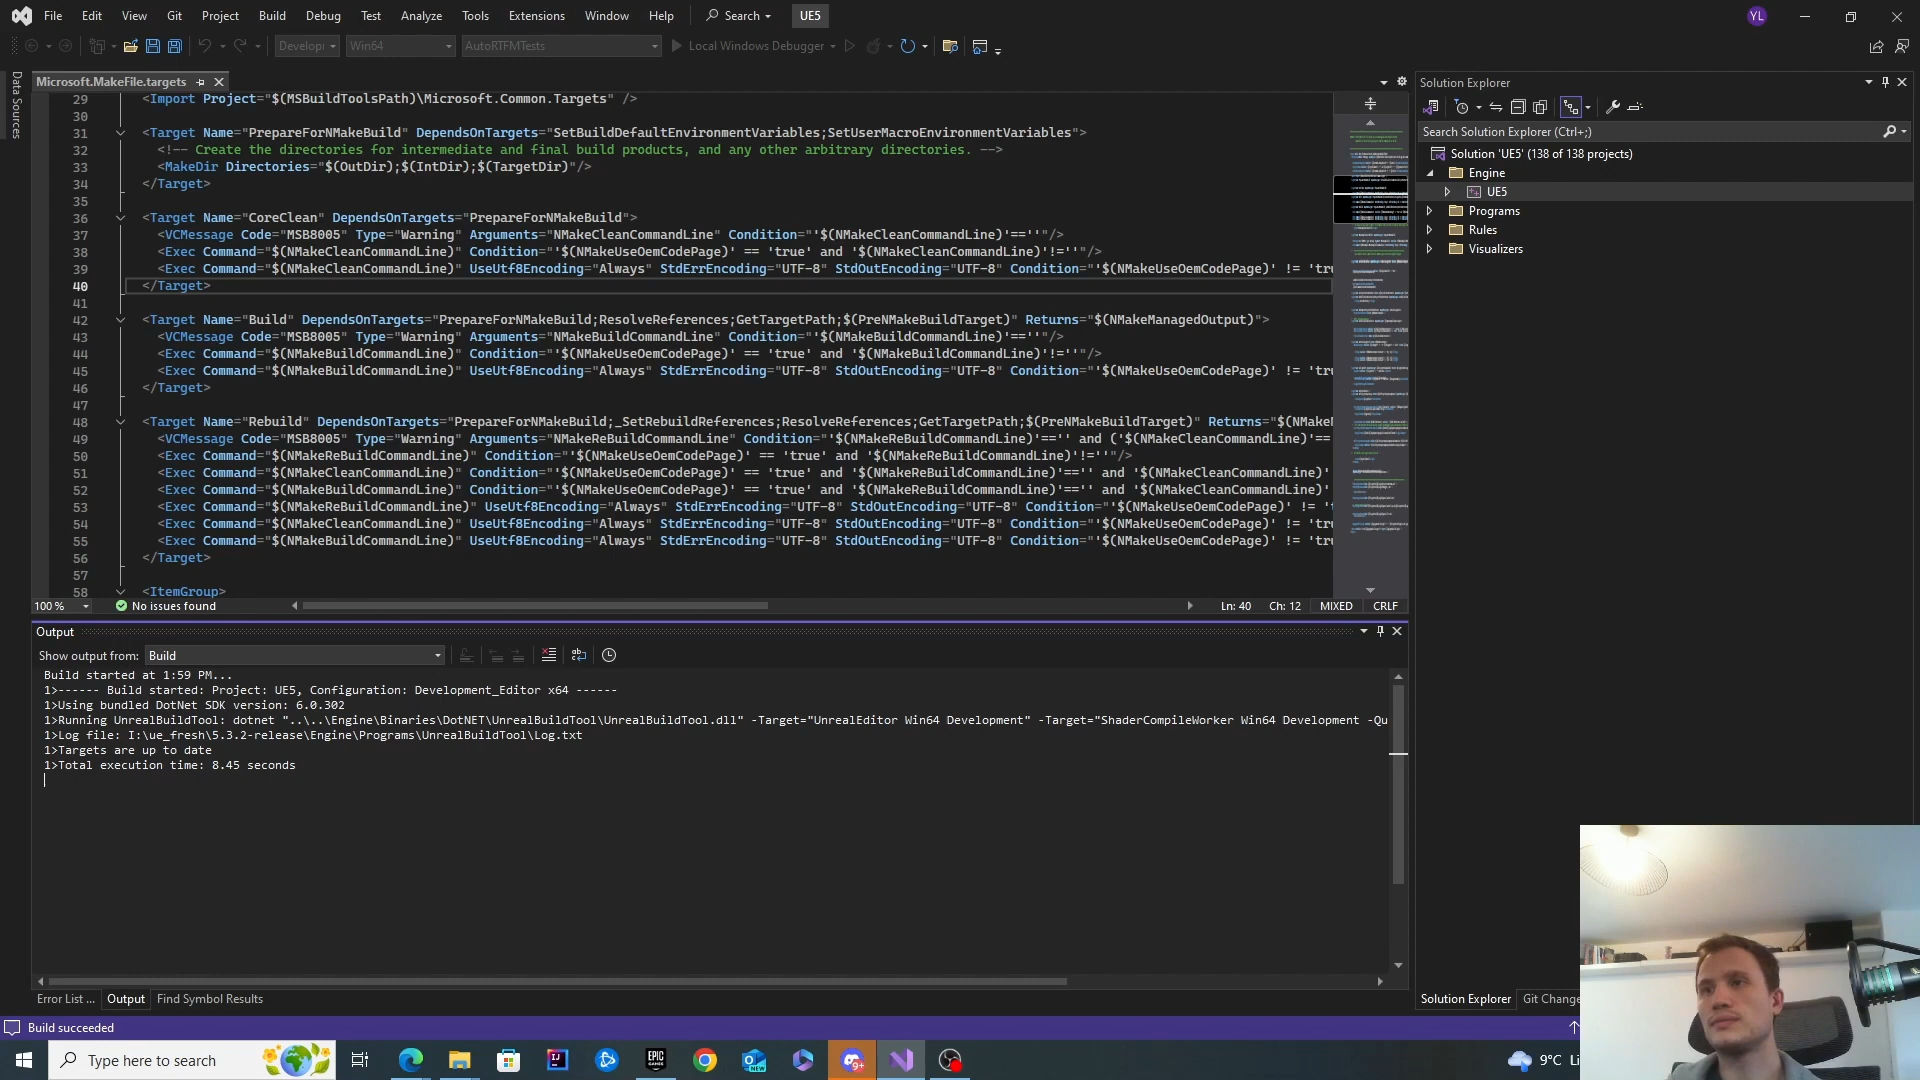 File Edit View Git Project Build Debug Test Analyze Tools Extensions Window Help Search UE5 YL
Develop Win64 AutoRTFMTests Local Windows Debugger
Data Sources
Microsoft.MakeFile.targets
29 <Import Project="$(MSBuildToolsPath)\Microsoft.Common.Targets" />
30
31 <Target Name="PrepareForNMakeBuild" DependsOnTargets="SetBuildDefaultEnvironmentVariables;SetUserMacroEnvironmentVariables">
32 <!-- Create the directories for intermediate and final build products, and any other arbitrary directories. -->
33 <MakeDir Directories="$(OutDir);$(IntDir);$(TargetDir)"/>
34 </Target>
35
36 <Target Name="CoreClean" DependsOnTargets="PrepareForNMakeBuild">
37 <VCMessage Code="MSB8005" Type="Warning" Arguments="NMakeCleanCommandLine" Condition="'$(NMakeCleanCommandLine)'==''"/>
38 <Exec Command="$(NMakeCleanCommandLine)" Condition="'$(NMakeUseOemCodePage)' == 'true' and '$(NMakeCleanCommandLine)'!=''"/>
39 <Exec Command="$(NMakeCleanCommandLine)" UseUtf8Encoding="Always" StdErrEncoding="UTF-8" StdOutEncoding="UTF-8" Condition="'$(NMakeUseOemCodePage)' != 'tru
40 </Target>
41
42 <Target Name="Build" DependsOnTargets="PrepareForNMakeBuild;ResolveReferences;GetTargetPath;$(PreNMakeBuildTarget)" Returns="$(NMakeManagedOutput)">
43 <VCMessage Code="MSB8005" Type="Warning" Arguments="NMakeBuildCommandLine" Condition="'$(NMakeBuildCommandLine)'==''"/>
44 <Exec Command="$(NMakeBuildCommandLine)" Condition="'$(NMakeUseOemCodePage)' == 'true' and '$(NMakeBuildCommandLine)'!=''"/>
45 <Exec Command="$(NMakeBuildCommandLine)" UseUtf8Encoding="Always" StdErrEncoding="UTF-8" StdOutEncoding="UTF-8" Condition="'$(NMakeUseOemCodePage)' != 'tru
46 </Target>
47
48 <Target Name="Rebuild" DependsOnTargets="PrepareForNMakeBuild;_SetRebuildReferences;ResolveReferences;GetTargetPath;$(PreNMakeBuildTarget)" Returns="$(NMakeM
49 <VCMessage Code="MSB8005" Type="Warning" Arguments="NMakeReBuildCommandLine" Condition="'$(NMakeReBuildCommandLine)'=='' and ('$(NMakeCleanCommandLine)'==
50 <Exec Command="$(NMakeReBuildCommandLine)" Condition="'$(NMakeUseOemCodePage)' == 'true' and '$(NMakeReBuildCommandLine)'!=''"/>
51 <Exec Command="$(NMakeCleanCommandLine)" Condition="'$(NMakeUseOemCodePage)' == 'true' and '$(NMakeReBuildCommandLine)'=='' and '$(NMakeCleanCommandLine)'
52 <Exec Command="$(NMakeBuildCommandLine)" Condition="'$(NMakeUseOemCodePage)' == 'true' and '$(NMakeReBuildCommandLine)'=='' and '$(NMakeCleanCommandLine)'
53 <Exec Command="$(NMakeReBuildCommandLine)" UseUtf8Encoding="Always" StdErrEncoding="UTF-8" StdOutEncoding="UTF-8" Condition="'$(NMakeUseOemCodePage)' != 't
54 <Exec Command="$(NMakeCleanCommandLine)" UseUtf8Encoding="Always" StdErrEncoding="UTF-8" StdOutEncoding="UTF-8" Condition="'$(NMakeUseOemCodePage)' != 'tru
55 <Exec Command="$(NMakeBuildCommandLine)" UseUtf8Encoding="Always" StdErrEncoding="UTF-8" StdOutEncoding="UTF-8" Condition="'$(NMakeUseOemCodePage)' != 'tru
56 </Target>
57
58 <ItemGroup>
100 % No issues found Ln: 40 Ch: 12 MIXED CRLF
Output
Show output from: Build
Build started at 1:59 PM...
1>------ Build started: Project: UE5, Configuration: Development_Editor x64 ------
1>Using bundled DotNet SDK version: 6.0.302
1>Running UnrealBuildTool: dotnet "..\..\Engine\Binaries\DotNET\UnrealBuildTool\UnrealBuildTool.dll" -Target="UnrealEditor Win64 Development" -Target="ShaderCompileWorker Win64 Development -Qu
1>Log file: I:\ue_fresh\5.3.2-release\Engine\Programs\UnrealBuildTool\Log.txt
1>Targets are up to date
1>Total execution time: 8.45 seconds
Error List ... Output Find Symbol Results
Solution Explorer
Search Solution Explorer (Ctrl+;)
Solution 'UE5' (138 of 138 projects)
Engine
UE5
Programs
Rules
Visualizers
Solution Explorer Git Change
Build succeeded
Type here to search
EPIC GAMES
NEW
9+
9°C Li